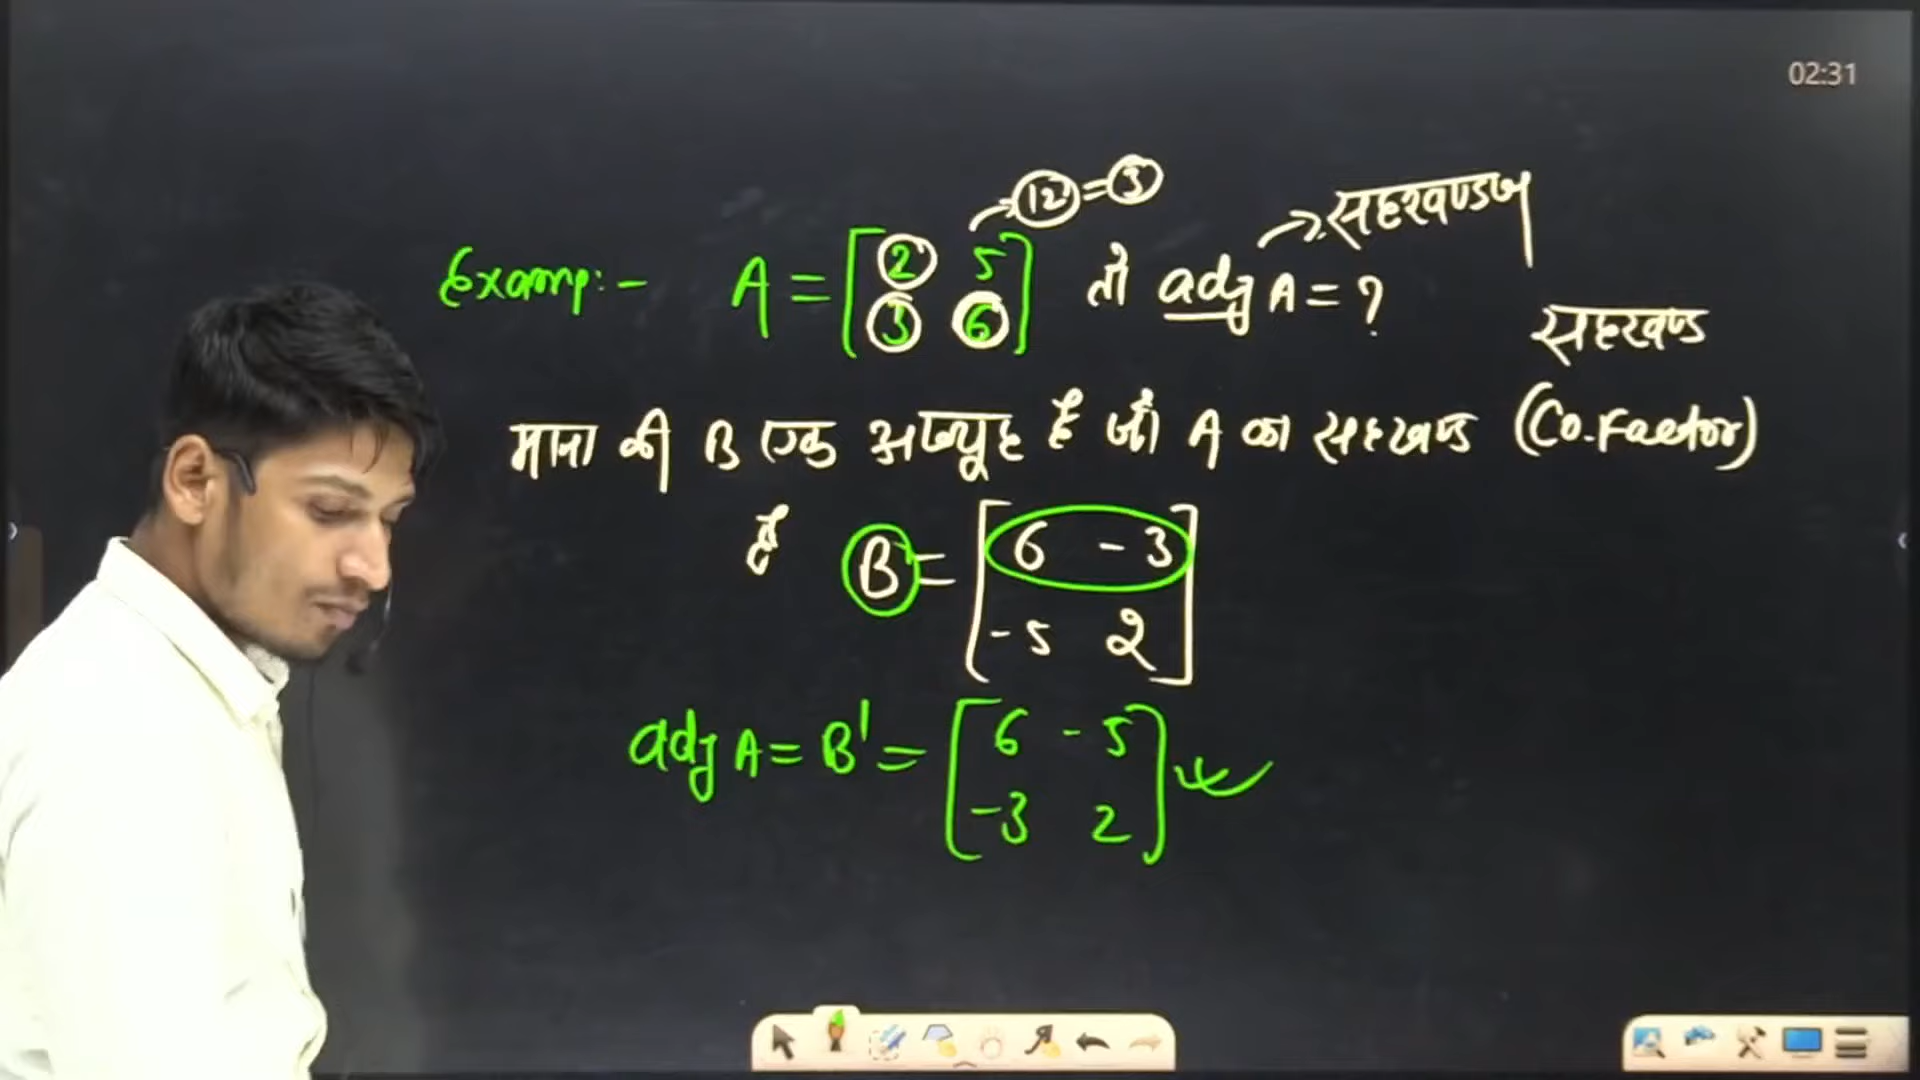 02:31
12 = 3
Examp:- A = [2 5 3 6] तो adj A = ?
सहखण्डज
सहखण्ड
माना की B एक आव्यूह है जो A का सहखण्ड (Co.Factor)
है B = [6 -3 -5 2]
adj A = B' = [6 -5 -3 2]